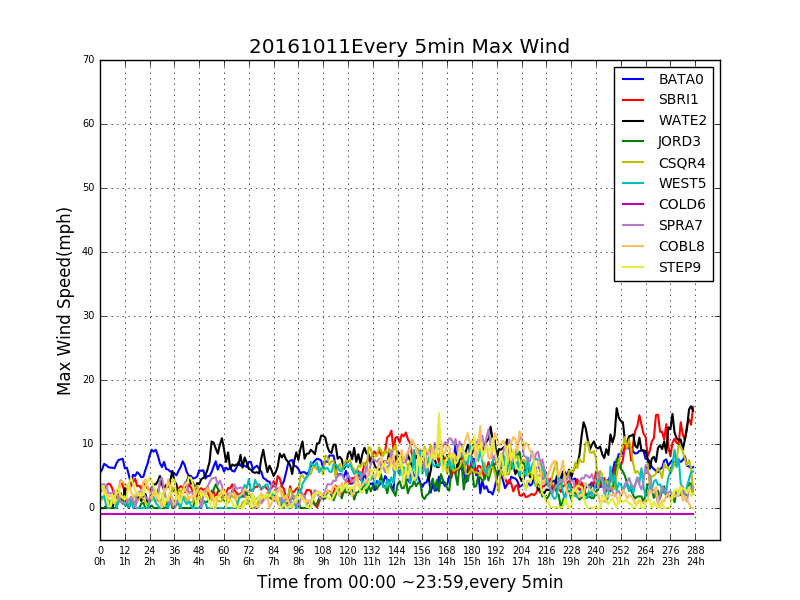 20161011Every 5min Max Wind
70
60
50
40
30
20
10
0
Max Wind Speed(mph)
BATA0
SBRI1
WATE2
JORD3
CSQR4
WEST5
COLD6
SPRA7
COBL8
STEP9
0 12 24 36 48 60 72 84 96 108 120 132 144 156 168 180 192 204 216 228 240 252 264 276 288
0h 1h 2h 3h 4h 5h 6h 7h 8h 9h 10h 11h 12h 13h 14h 15h 16h 17h 18h 19h 20h 21h 22h 23h 24h
Time from 00:00 ~23:59,every 5min